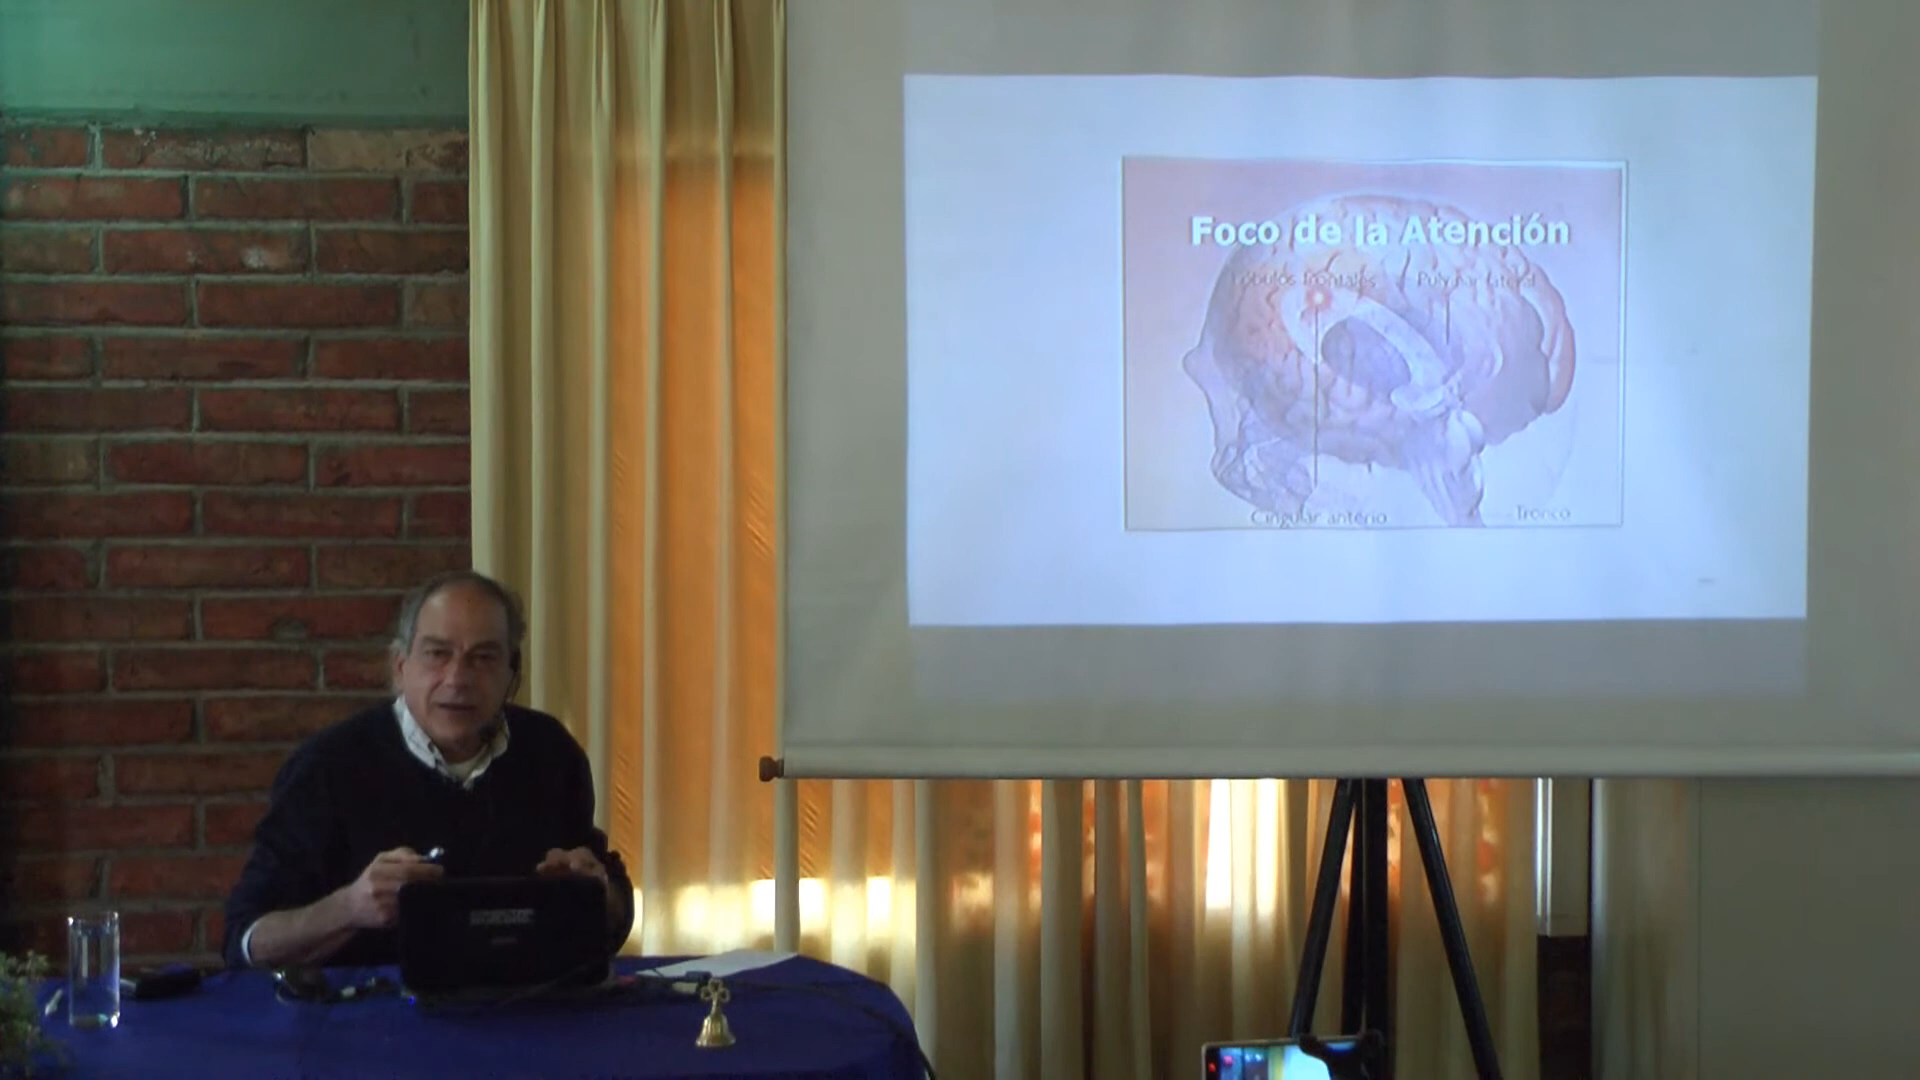 Foco de la Atención
Lóbulos frontales
Pulvinar lateral
Cingular anterio
Tronco